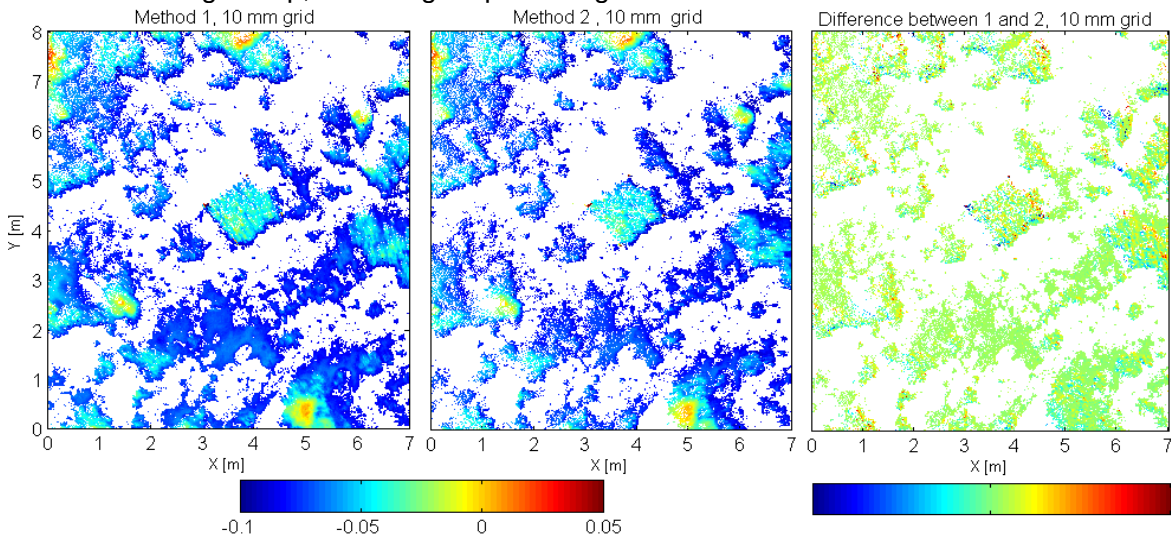 Method 1, 10 mm grid
Method 2 , 10 mm grid
Difference between 1 and 2, 10 mm grid
8
7
6
5
4
3
2
1
0
Y [m]
0 1 2 3 4 5 6 7
0 1 2 3 4 5 6 7
0 1 2 3 4 5 6 7
X [m]
X [m]
X [m]
-0.1 -0.05 0 0.05